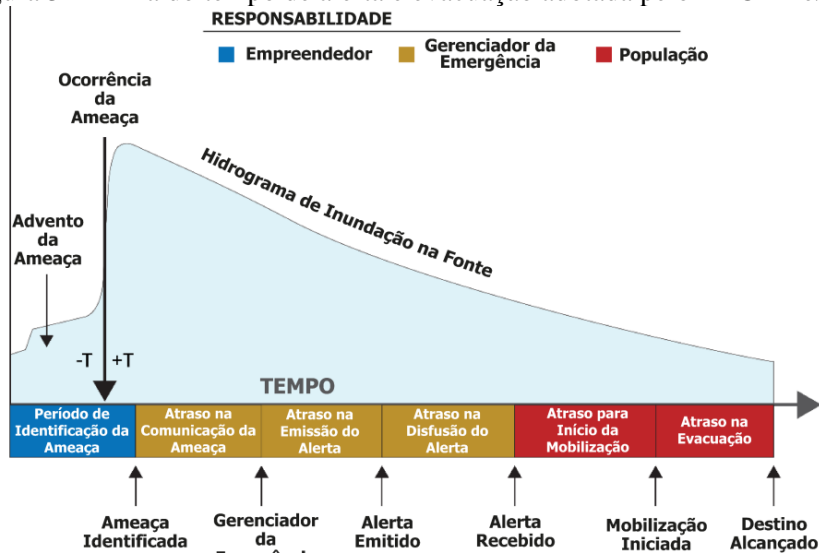 RESPONSABILIDADE
Empreendedor
Gerenciador da
Emergência
População
Ocorrência
da
Ameaça
Hidrograma de Inundação na Fonte
Advento
da
Ameaça
-T +T
TEMPO
Período de
Identificação da
Ameaça
Atraso na
Comunicação da
Ameaça
Atraso na
Emissão do
Alerta
Atraso na
Disfusão do
Alerta
Atraso para
Início da
Mobilização
Atraso na
Evacuação
Ameaça
Identificada
Gerenciador
da
Alerta
Emitido
Alerta
Recebido
Mobilização
Iniciada
Destino
Alcançado